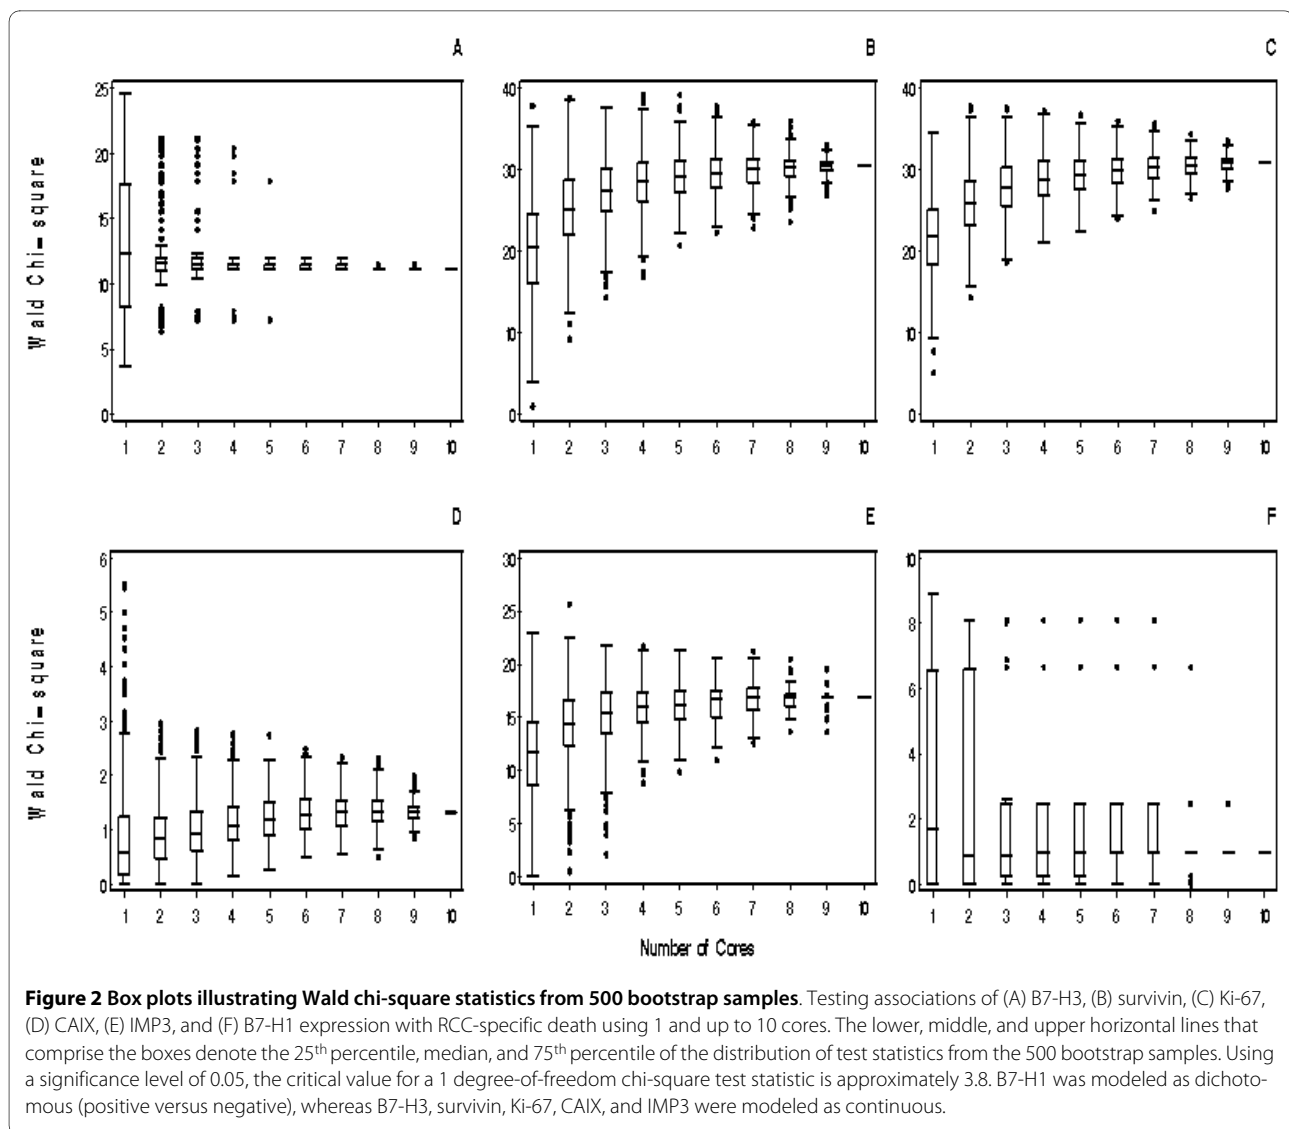 A
B
C
25
20
15
10
5
0
Wald Chi-square
1 2 3 4 5 6 7 8 9 10
40
30
20
10
0
1 2 3 4 5 6 7 8 9 10
40
30
20
10
0
1 2 3 4 5 6 7 8 9 10
D
E
F
6
5
4
3
2
1
0
Wald Chi-square
1 2 3 4 5 6 7 8 9 10
30
25
20
15
10
5
0
1 2 3 4 5 6 7 8 9 10
10
8
6
4
2
0
1 2 3 4 5 6 7 8 9 10
Number of Cores
Figure 2 Box plots illustrating Wald chi-square statistics from 500 bootstrap samples. Testing associations of (A) B7-H3, (B) survivin, (C) Ki-67,
(D) CAIX, (E) IMP3, and (F) B7-H1 expression with RCC-specific death using 1 and up to 10 cores. The lower, middle, and upper horizontal lines that
comprise the boxes denote the 25th percentile, median, and 75th percentile of the distribution of test statistics from the 500 bootstrap samples. Using
a significance level of 0.05, the critical value for a 1 degree-of-freedom chi-square test statistic is approximately 3.8. B7-H1 was modeled as dichoto-
mous (positive versus negative), whereas B7-H3, survivin, Ki-67, CAIX, and IMP3 were modeled as continuous.